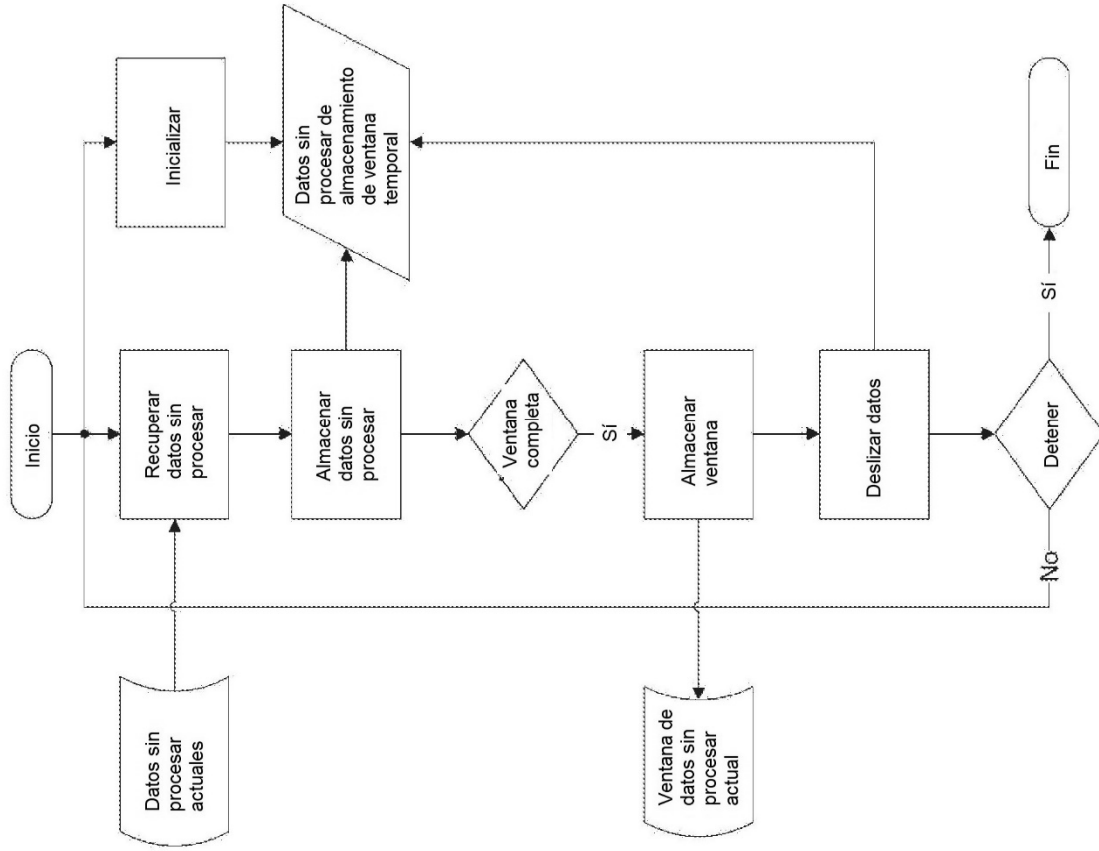 Inicio
Inicializar
Recuperar
datos sin
procesar
Datos sin
procesar
actuales
Almacenar
datos sin
procesar
Datos sin
procesar de
almacenamiento
de ventana
temporal
Ventana
completa
Sí
Almacenar
ventana
Ventana de
datos sin
procesar
actual
Deslizar datos
Detener
No
Sí
Fin